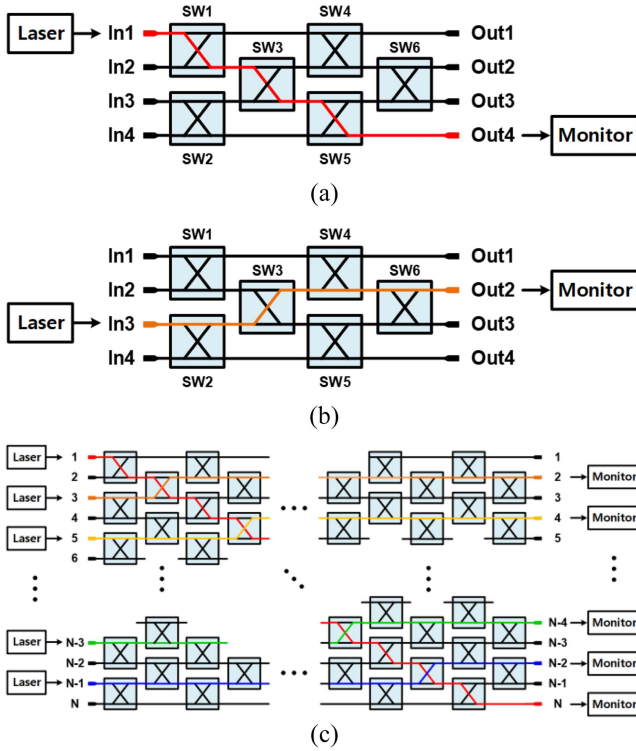 SW1 SW4
Laser In1 Out1
SW3 SW6
In2 Out2
In3 Out3
In4 Out4 Monitor
SW2 SW5
(a)
SW1 SW4
In1 Out1
SW3 SW6
In2 Out2 Monitor
Laser In3 Out3
In4 Out4
SW2 SW5
(b)
Laser 1 1
2 2 Monitor
Laser 3 3
4 4 Monitor
Laser 5 5
6
N-4 Monitor
Laser N-3 N-3
N-2 N-2 Monitor
Laser N-1 N-1
N N Monitor
(c)